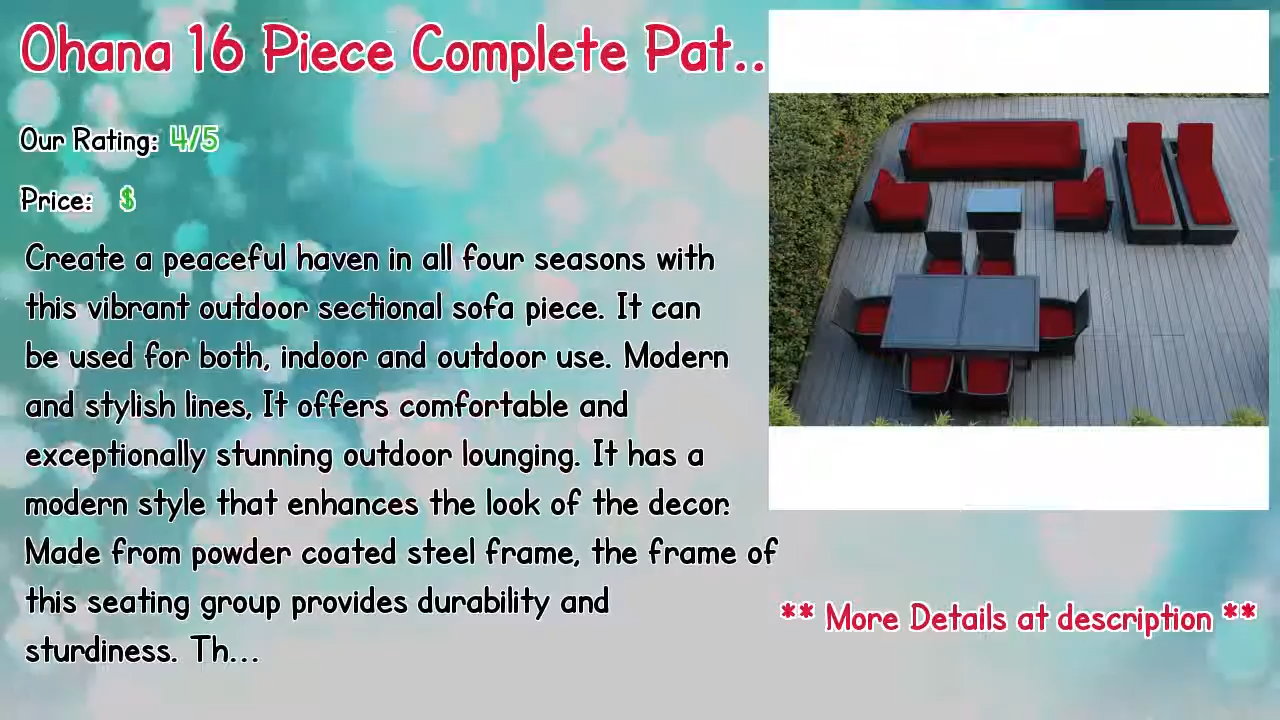 Ohana 16 Piece Complete Pat..
Our Rating: 4/5
Price: $
Create a peaceful haven in all four seasons with
this vibrant outdoor sectional sofa piece. It can
be used for both, indoor and outdoor use. Modern
and stylish lines, It offers comfortable and
exceptionally stunning outdoor lounging. It has a
modern style that enhances the look of the decor.
Made from powder coated steel frame, the frame of
this seating group provides durability and
sturdiness. Th...
** More Details at description **